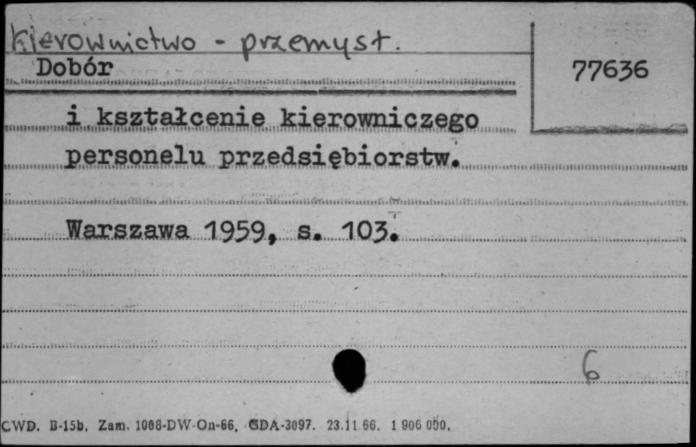 Kierownictwo - przemysł.
Dobór
77636
i kształcenie kierowniczego
personelu przedsiębiorstw.
Warszawa 1959, s. 103.
6
CWD. B-15b. Zam. 1008-DW-On-66. GDA-3097. 23.11.66. 1 906 000.